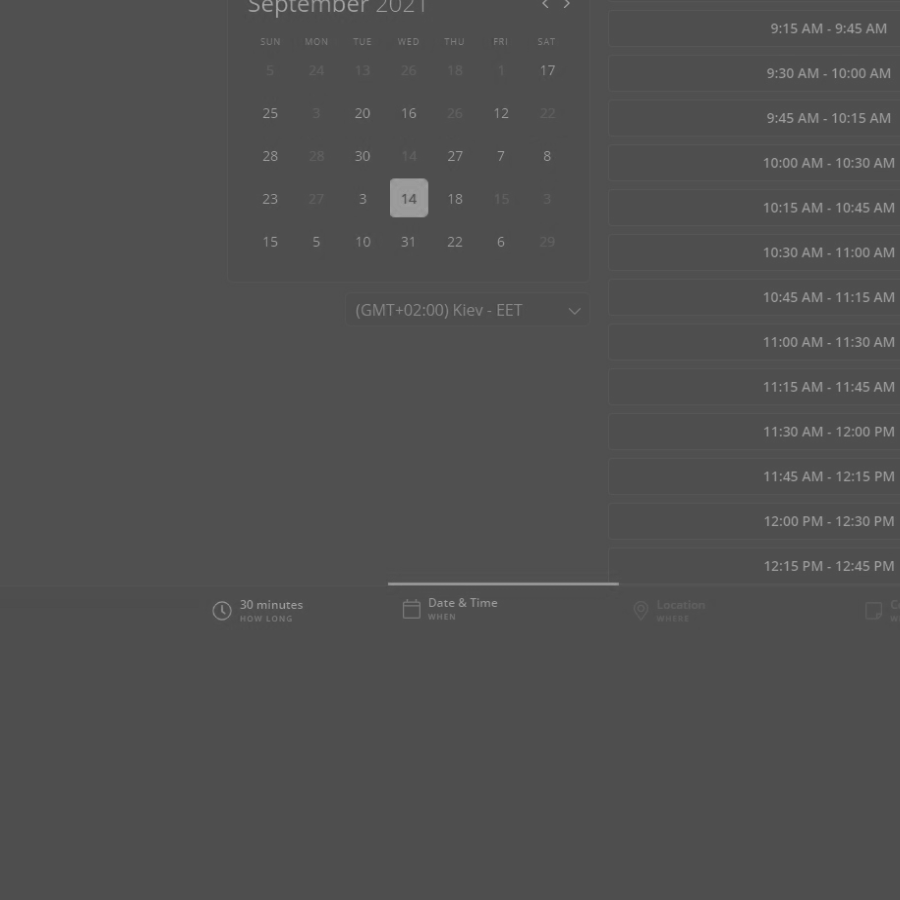 September 2021
SUN MON TUE WED THU FRI SAT
5 24 13 26 18 1 17
25 3 20 16 26 12 22
28 28 30 14 27 7 8
23 27 3 14 18 15 3
15 5 10 31 22 6 29
(GMT+02:00) Kiev - EET
9:15 AM - 9:45 AM
9:30 AM - 10:00 AM
9:45 AM - 10:15 AM
10:00 AM - 10:30 AM
10:15 AM - 10:45 AM
10:30 AM - 11:00 AM
10:45 AM - 11:15 AM
11:00 AM - 11:30 AM
11:15 AM - 11:45 AM
11:30 AM - 12:00 PM
11:45 AM - 12:15 PM
12:00 PM - 12:30 PM
12:15 PM - 12:45 PM
30 minutes
HOW LONG
Date & Time
WHEN
Location
WHERE